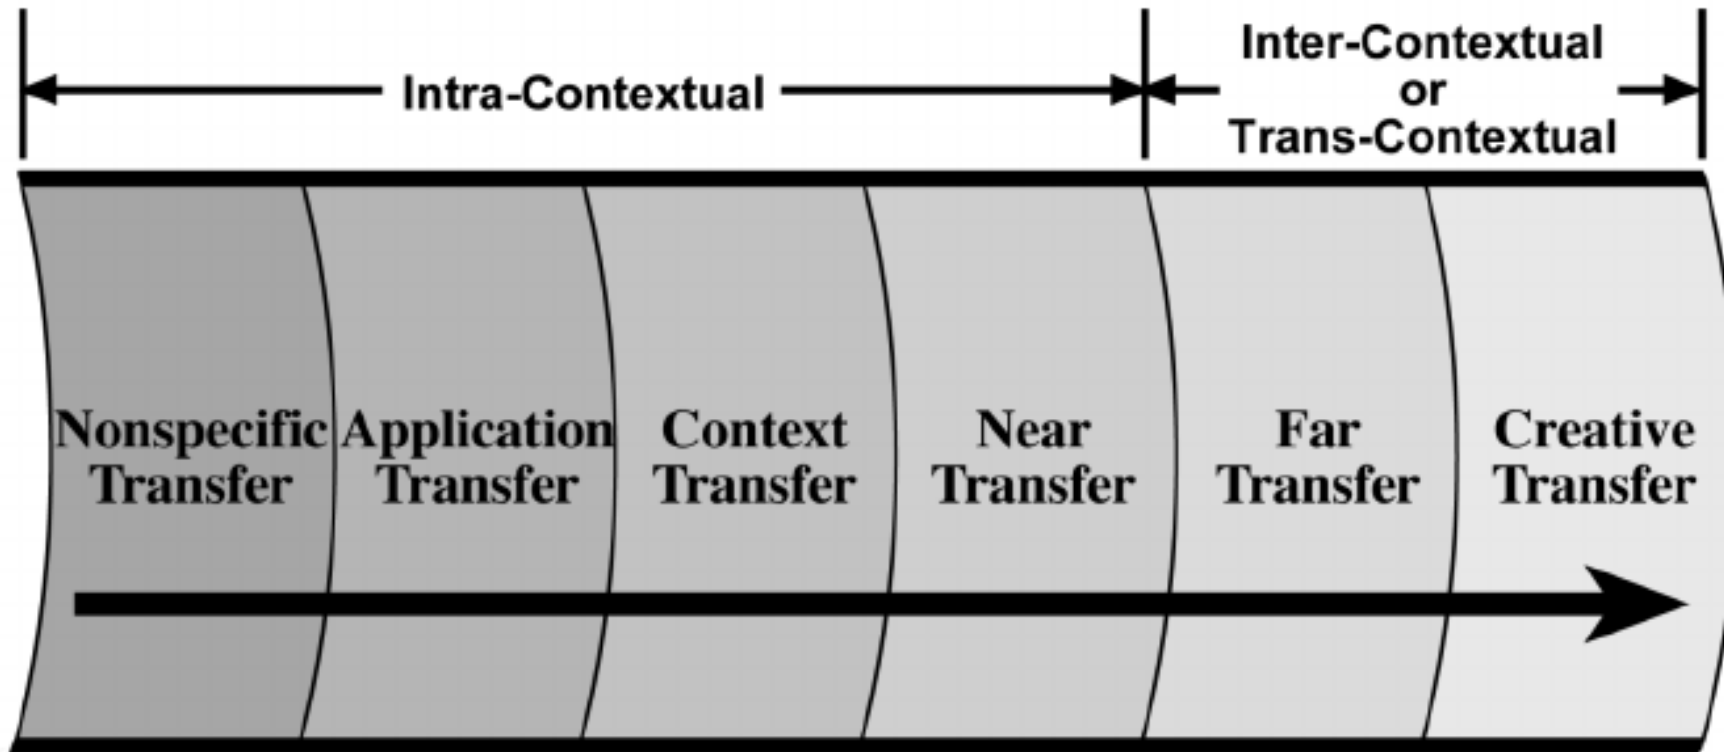 Intra-Contextual
Inter-Contextual
or
Trans-Contextual
Nonspecific
Transfer
Application
Transfer
Context
Transfer
Near
Transfer
Far
Transfer
Creative
Transfer